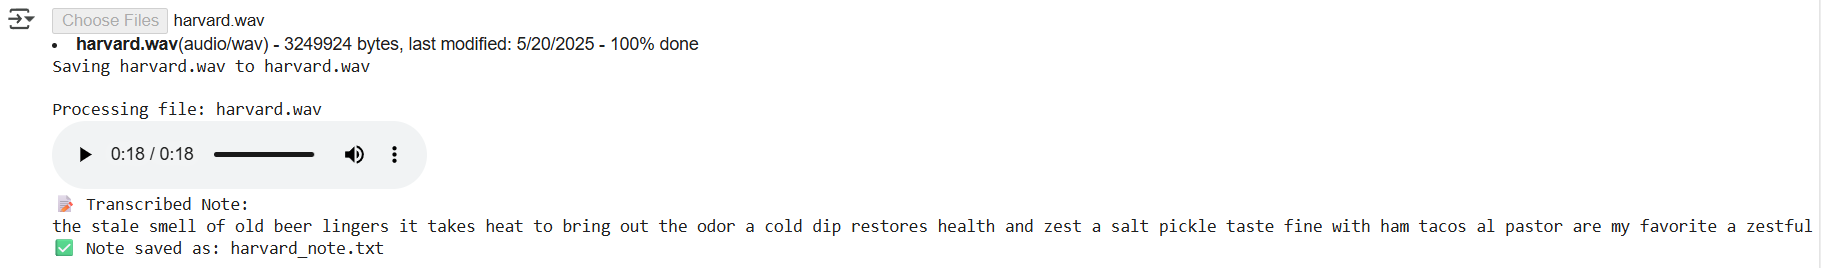 Choose Files harvard.wav
• harvard.wav(audio/wav) - 3249924 bytes, last modified: 5/20/2025 - 100% done
Saving harvard.wav to harvard.wav
Processing file: harvard.wav
0:18 / 0:18
📝 Transcribed Note:
the stale smell of old beer lingers it takes heat to bring out the odor a cold dip restores health and zest a salt pickle taste fine with ham tacos al pastor are my favorite a zestful
✅ Note saved as: harvard_note.txt